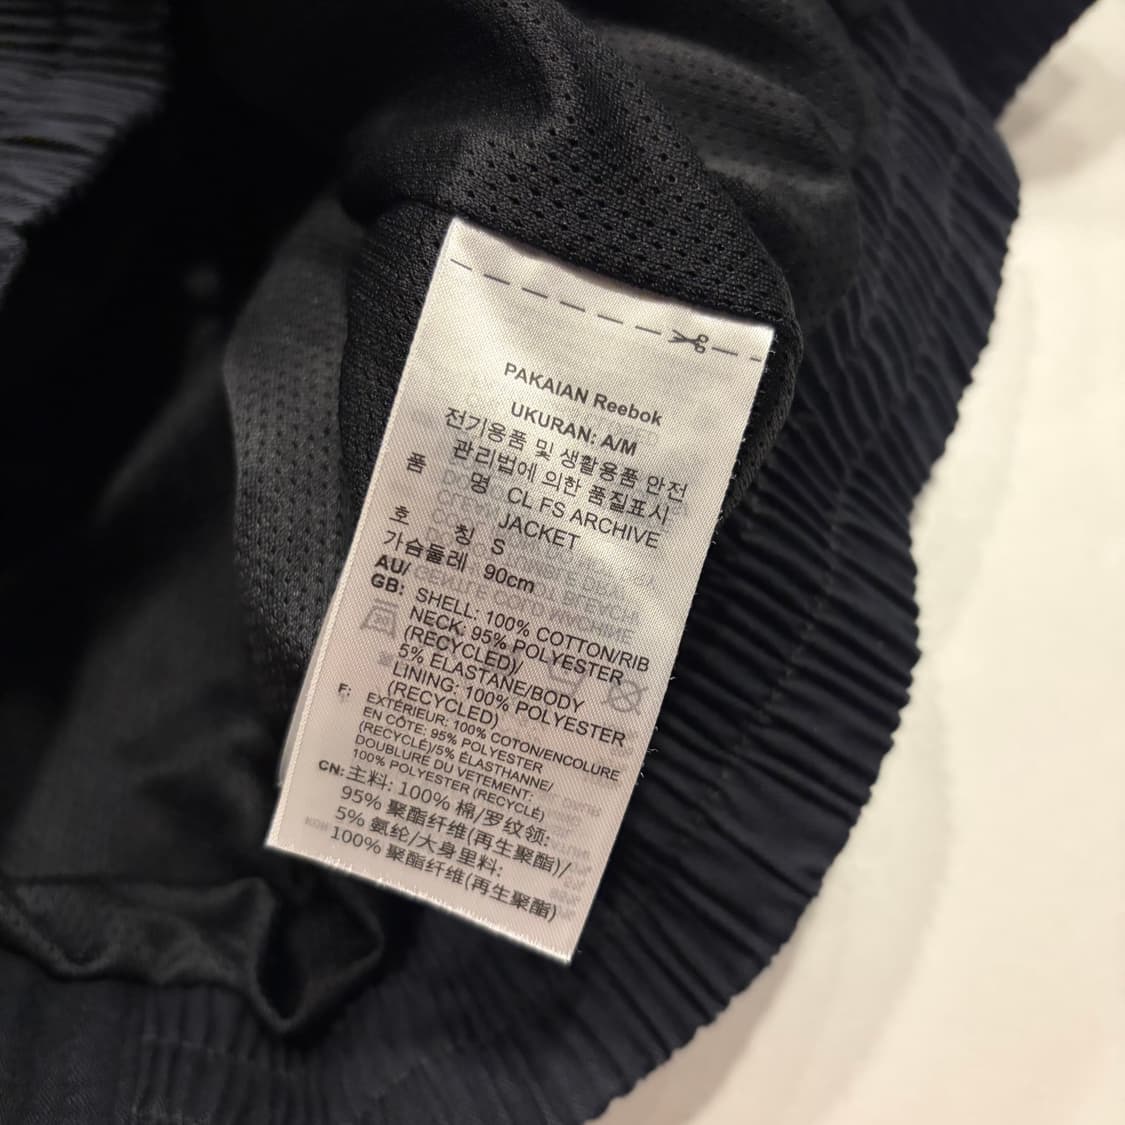 PAKAIAN Reebok
UKURAN: A/M
전기용품 및 생활용품 안전
관리법에 의한 품질표시
품 명 CL FS ARCHIVE
JACKET
호 칭 S
가슴둘레 90cm
AU/
GB: SHELL: 100% COTTON/RIB
NECK: 95% POLYESTER
(RECYCLED)/
5% ELASTANE/BODY
LINING: 100% POLYESTER
(RECYCLED)
F: EXTÉRIEUR: 100% COTON/ENCOLURE
EN CÔTE: 95% POLYESTER
(RECYCLÉ)/5% ÉLASTHANNE/
DOUBLURE DU VETEMENT:
100% POLYESTER (RECYCLÉ)
CN: 主料: 100% 棉/罗纹领:
95% 聚酯纤维(再生聚酯)/
5% 氨纶/大身里料:
100% 聚酯纤维(再生聚酯)